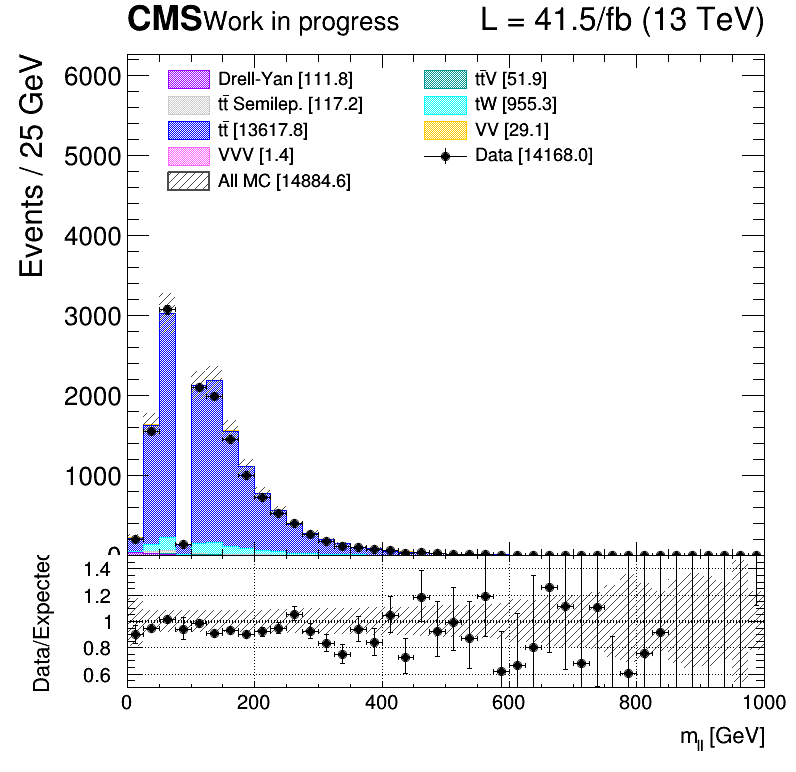 CMS Work in progress L = 41.5/fb (13 TeV)
Events / 25 GeV
6000
5000
4000
3000
2000
1000
0
Drell-Yan [111.8]
tt̄ Semilep. [117.2]
tt̄ [13617.8]
VVV [1.4]
All MC [14884.6]
tt̄V [51.9]
tW [955.3]
VV [29.1]
Data [14168.0]
Data/Expected
1.4
1.2
1
0.8
0.6
0 200 400 600 800 1000
m_ll [GeV]